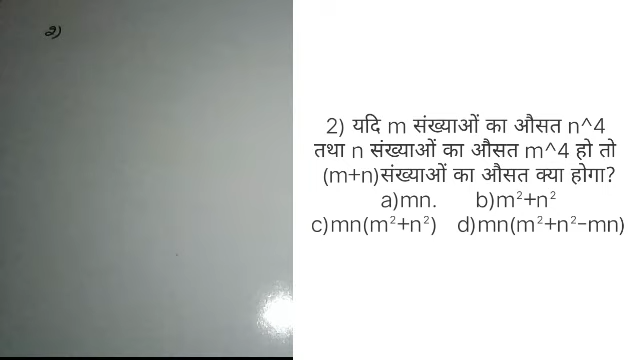 2)
2) यदि m संख्याओं का औसत n^4
तथा n संख्याओं का औसत m^4 हो तो
(m+n)संख्याओं का औसत क्या होगा?
a)mn. b)m²+n²
c)mn(m²+n²) d)mn(m²+n²-mn)